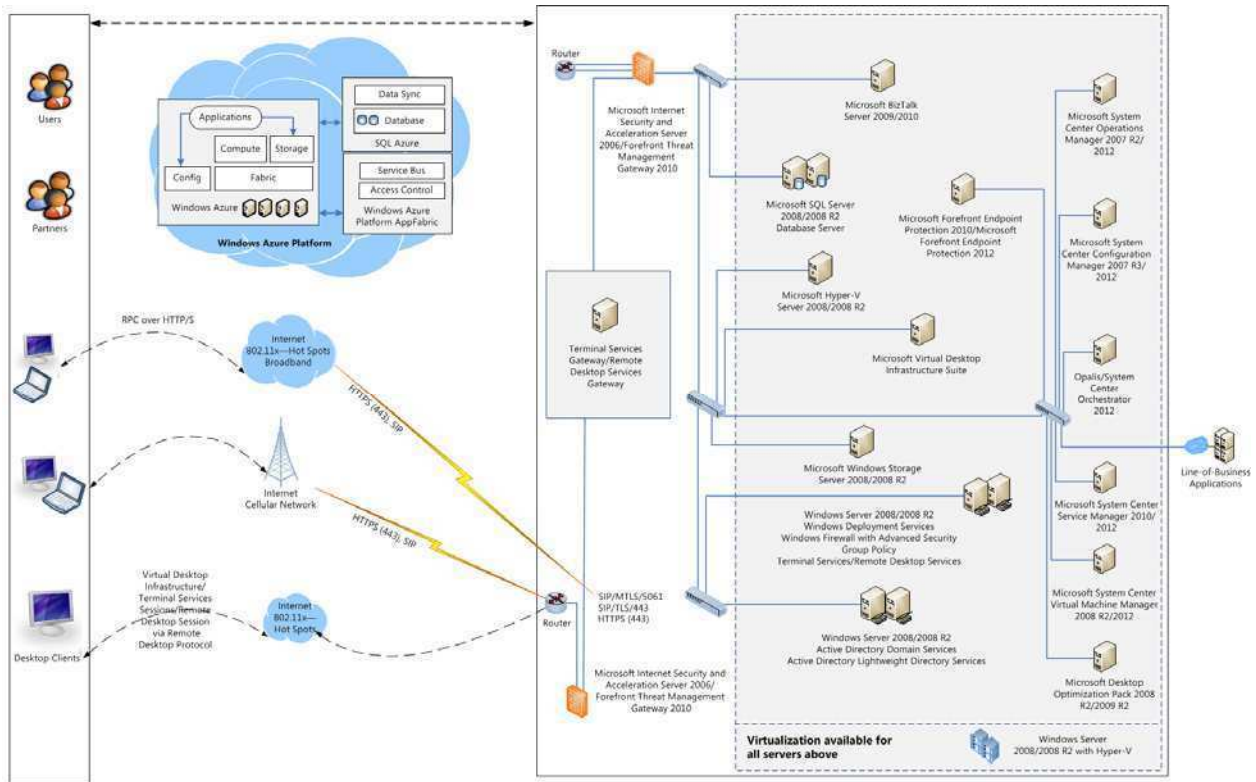 Users
Partners
Desktop Clients
Data Sync
Database
SQL Azure
Applications
Compute
Storage
Config
Fabric
Windows Azure
Service Bus
Access Control
Windows Azure
Platform AppFabric
Windows Azure Platform
RPC over HTTP/S
Internet
802.11x—Hot Spots
Broadband
HTTPS (443), SIP
Internet
Cellular Network
HTTPS (443), SIP
Virtual Desktop
Infrastructure/
Terminal Services
Sessions/Remote
Desktop Session
via Remote
Desktop Protocol
Internet
802.11x—
Hot Spots
Router
Microsoft Internet
Security and
Acceleration Server
2006/Forefront Threat
Management
Gateway 2010
Terminal Services
Gateway/Remote
Desktop Services
Gateway
SIP/MTLS/5061
SIP/TLS/443
HTTPS (443)
Router
Microsoft Internet Security and
Acceleration Server 2006/
Forefront Threat Management
Gateway 2010
Microsoft BizTalk
Server 2009/2010
Microsoft SQL Server
2008/2008 R2
Database Server
Microsoft Forefront Endpoint
Protection 2010/Microsoft
Forefront Endpoint
Protection 2012
Microsoft Hyper-V
Server 2008/2008 R2
Microsoft Virtual Desktop
Infrastructure Suite
Microsoft Windows Storage
Server 2008/2008 R2
Windows Server 2008/2008 R2
Windows Deployment Services
Windows Firewall with Advanced Security
Group Policy
Terminal Services/Remote Desktop Services
Windows Server 2008/2008 R2
Active Directory Domain Services
Active Directory Lightweight Directory Services
Microsoft System
Center Operations
Manager 2007 R2/
2012
Microsoft System
Center Configuration
Manager 2007 R3/
2012
Opalis/System
Center
Orchestrator
2012
Microsoft System Center
Service Manager 2010/
2012
Microsoft System Center
Virtual Machine Manager
2008 R2/2012
Microsoft Desktop
Optimization Pack 2008
R2/2009 R2
Line-of-Business
Applications
Virtualization available for
all servers above
Windows Server
2008/2008 R2 with Hyper-V